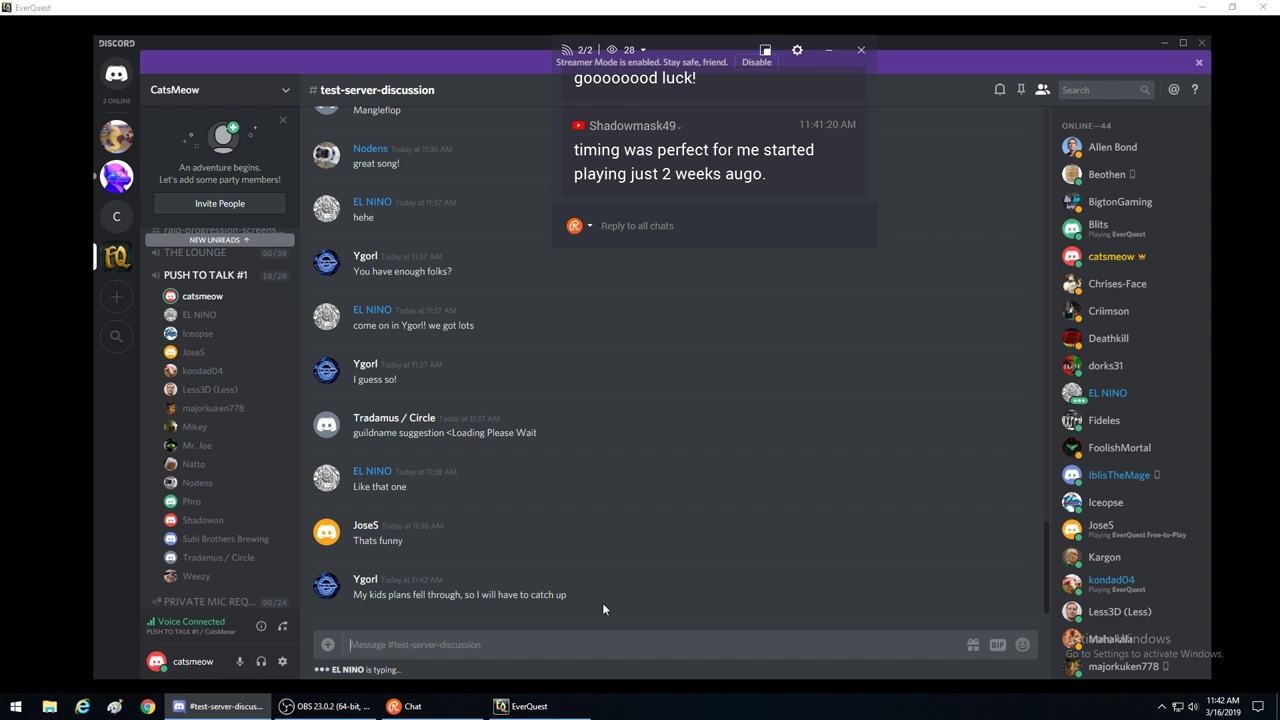 EverQuest
DISCORD
2/2 28
Streamer Mode is enabled. Stay safe, friend. Disable
2 ONLINE
C
CatsMeow
An adventure begins.
Let's add some party members!
Invite People
raid-progression-screens...
NEW UNREADS ↑
THE LOUNGE 00/39
PUSH TO TALK #1 16/20
catsmeow
EL NINO
Iceopse
JoseS
kondad04
Less3D (Less)
majorkuken778
Mikey
Mr. Joe
Natto
Nodens
Phro
Shadowon
Subi Brothers Brewing
Tradamus / Circle
Weezy
PRIVATE MIC REQ... 00/24
Voice Connected
PUSH TO TALK #1 / CatsMeow
catsmeow
# test-server-discussion
Search
Mangleflop
Nodens Today at 11:36 AM
great song!
EL NINO Today at 11:37 AM
hehe
Ygorl Today at 11:37 AM
You have enough folks?
EL NINO Today at 11:37 AM
come on in Ygorl! we got lots
Ygorl Today at 11:37 AM
I guess so!
Tradamus / Circle Today at 11:37 AM
guildname suggestion <Loading Please Wait
EL NINO Today at 11:38 AM
Like that one
JoseS Today at 11:38 AM
Thats funny
Ygorl Today at 11:42 AM
My kids plans fell through, so I will have to catch up
Message #test-server-discussion
GIF
EL NINO is typing...
goooooood luck!
Shadowmask49
11:41:20 AM
timing was perfect for me started
playing just 2 weeks augo.
Reply to all chats
ONLINE—44
Allen Bond
Beothen
BigtonGaming
Blits
Playing EverQuest
catsmeow
Chrises-Face
Criimson
Deathkill
dorks31
EL NINO
Fideles
FoolishMortal
IblisTheMage
Iceopse
JoseS
Playing EverQuest Free-to-Play
Kargon
kondad04
Playing EverQuest
Less3D (Less)
Mahakala
majorkuken778
Activate Windows
Go to Settings to activate Windows.
#test-server-discus...
OBS 23.0.2 (64-bit, ...
Chat
EverQuest
11:42 AM
3/16/2019